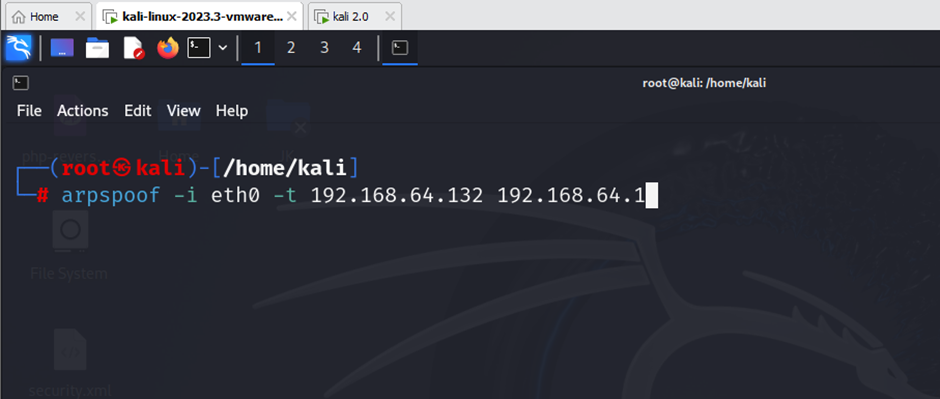 Home kali-linux-2023.3-vmware... kali 2.0
1 2 3 4
root@kali: /home/kali
File Actions Edit View Help
Home
(root㉿kali)-[/home/kali]
# arpspoof -i eth0 -t 192.168.64.132 192.168.64.1
File System
security.xml